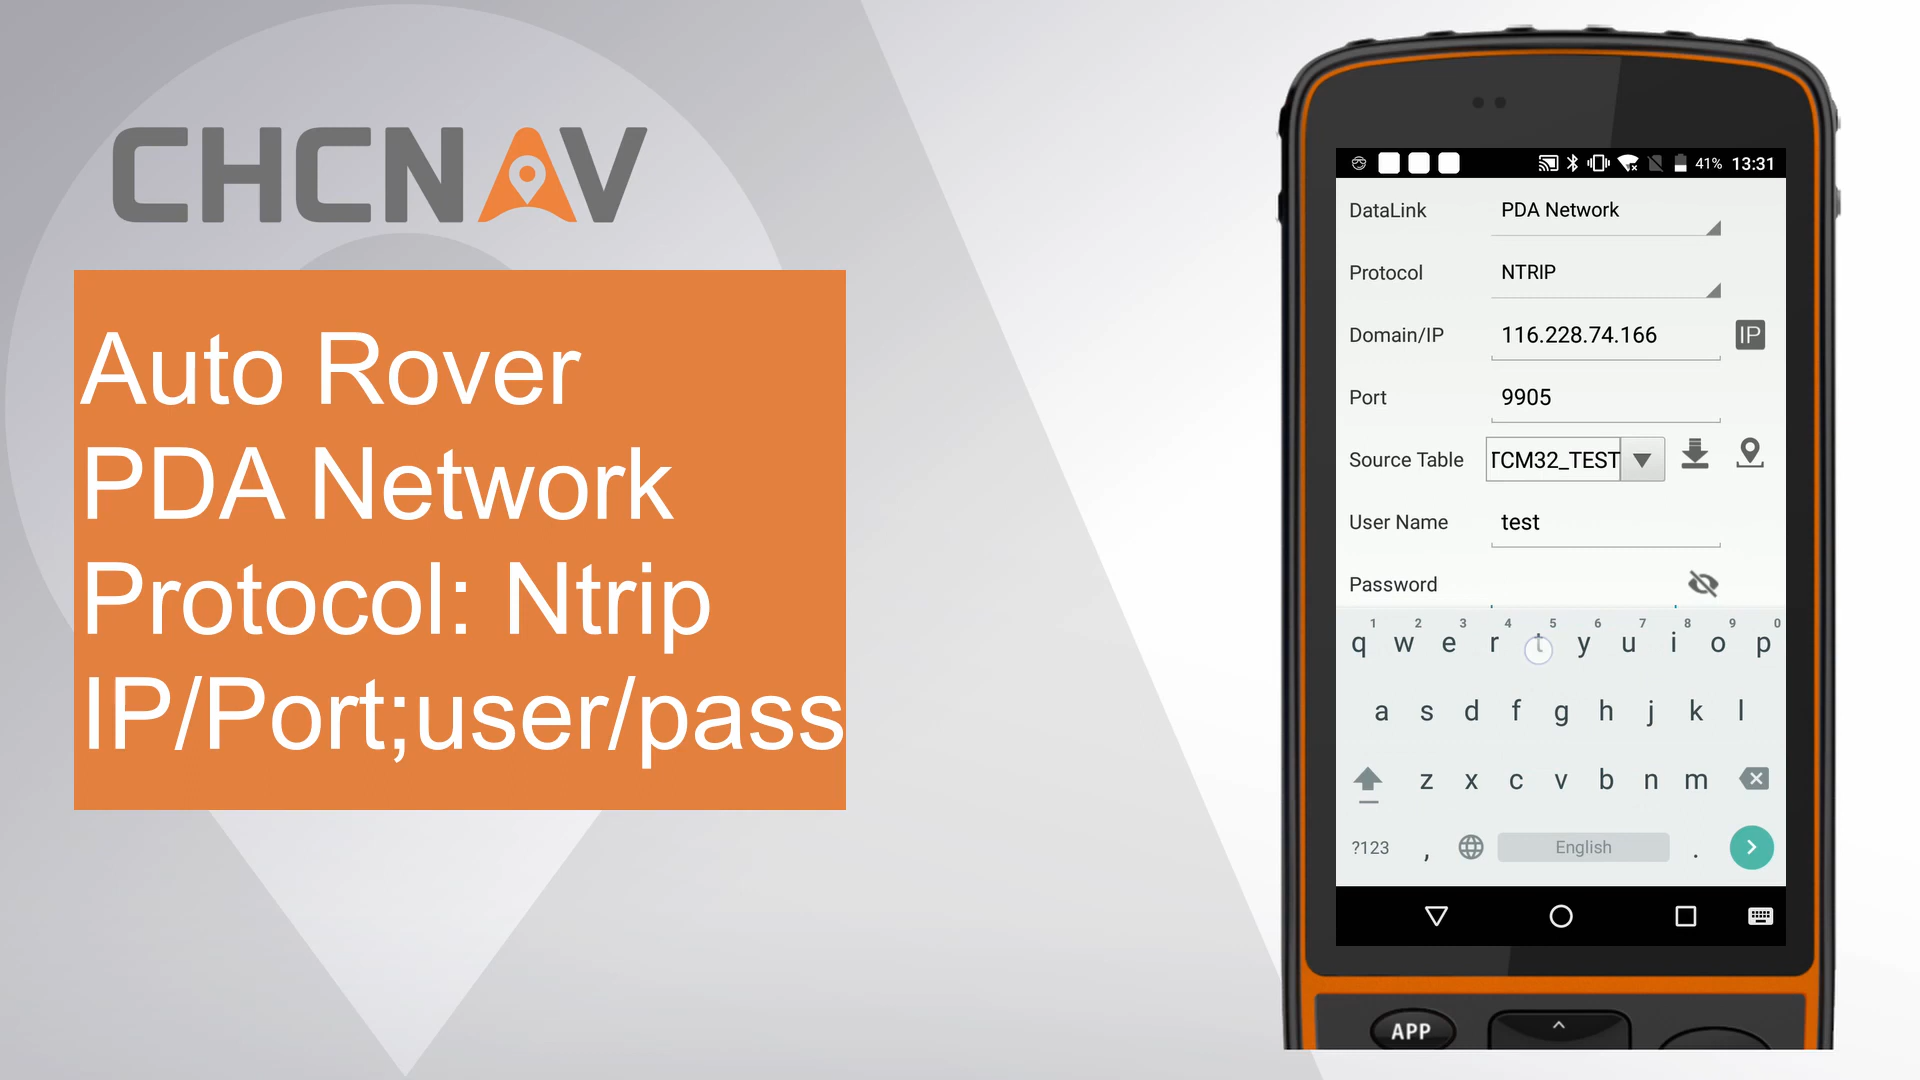 CHCNAV
Auto Rover
PDA Network
Protocol: Ntrip
IP/Port;user/pass
41% 13:31
DataLink PDA Network
Protocol NTRIP
Domain/IP 116.228.74.166 IP
Port 9905
Source Table TCM32_TEST
User Name test
Password
1 2 3 4 5 6 7 8 9 0
q w e r t y u i o p
a s d f g h j k l
z x c v b n m
?123 , English .
APP